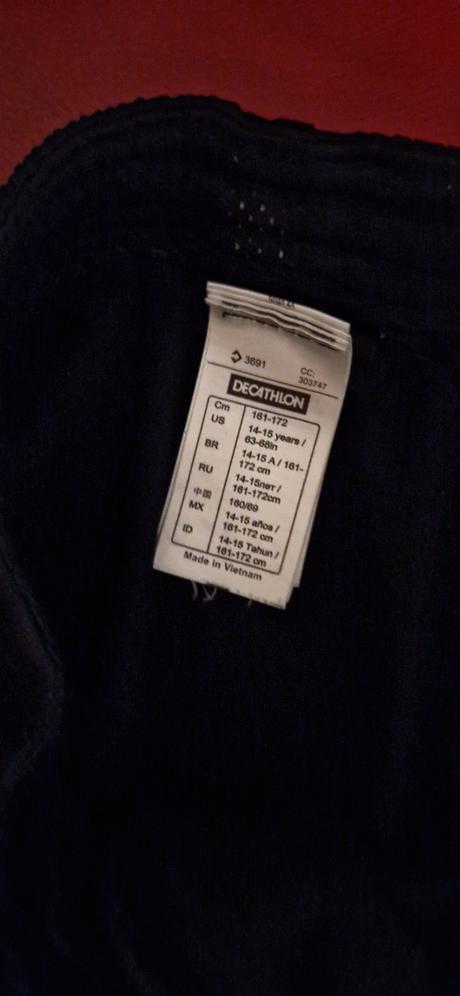 3691 CC:
303747
DECATHLON
Cm 161-172
US 14-15 years /
63-68in
BR 14-15 A / 161-
172 cm
RU 14-15лет /
161-172cm
中国 160/69
MX 14-15 años /
161-172 cm
ID 14-15 Tahun /
161-172 cm
Made in Vietnam